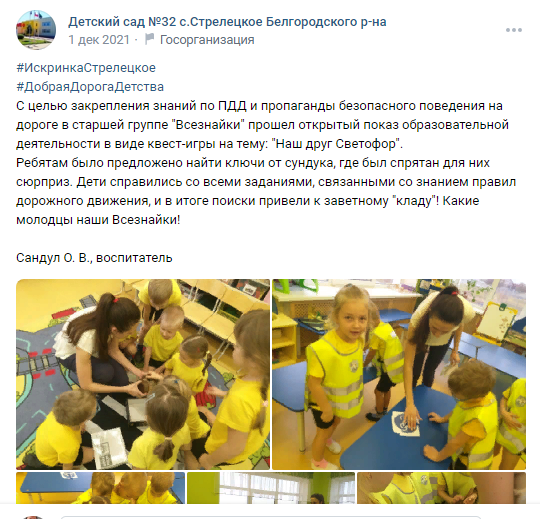 Детский сад №32 с.Стрелецкое Белгородского р-на
1 дек 2021 · Госорганизация
#ИскринкаСтрелецкое
#ДобраяДорогаДетства
С целью закрепления знаний по ПДД и пропаганды безопасного поведения на
дороге в старшей группе "Всезнайки" прошел открытый показ образовательной
деятельности в виде квест-игры на тему: "Наш друг Светофор".
Ребятам было предложено найти ключи от сундука, где был спрятан для них
сюрприз. Дети справились со всеми заданиями, связанными со знанием правил
дорожного движения, и в итоге поиски привели к заветному "кладу"! Какие
молодцы наши Всезнайки!
Сандул О. В., воспитатель